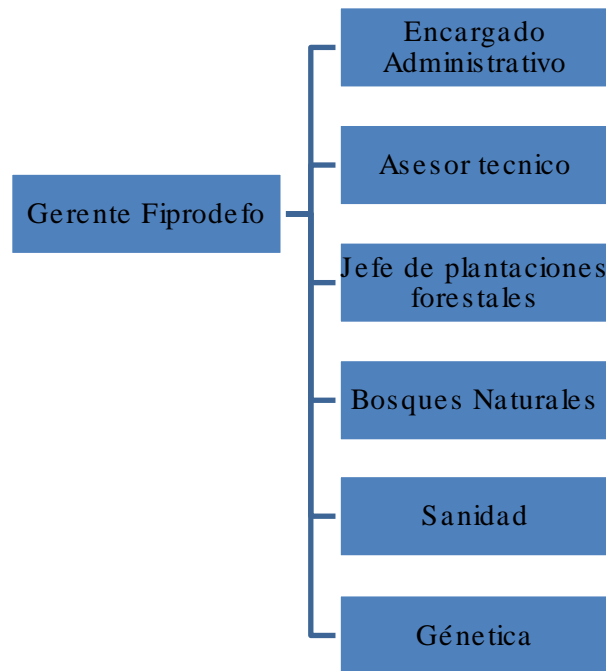 Encargado
Administrativo
Asesor tecnico
Gerente Fiprodefo
Jefe de plantaciones
forestales
Bosques Naturales
Sanidad
Génetica